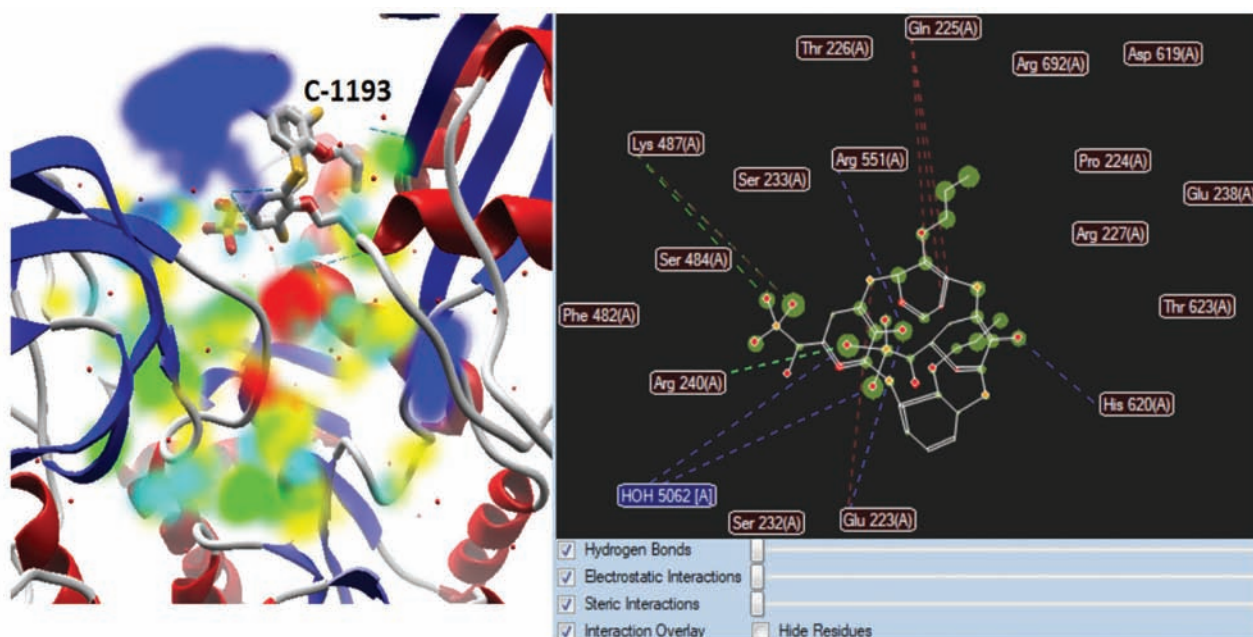 C-1193
Gln 225(A)
Thr 226(A)
Arg 692(A)
Asp 619(A)
Lys 487(A)
Ser 233(A)
Arg 551(A)
Pro 224(A)
Glu 238(A)
Arg 227(A)
Ser 484(A)
Phe 482(A)
Thr 623(A)
Arg 240(A)
His 620(A)
HOH 5062 [A]
Ser 232(A)
Glu 223(A)
Hydrogen Bonds
Electrostatic Interactions
Steric Interactions
Interaction Overlay Hide Residues